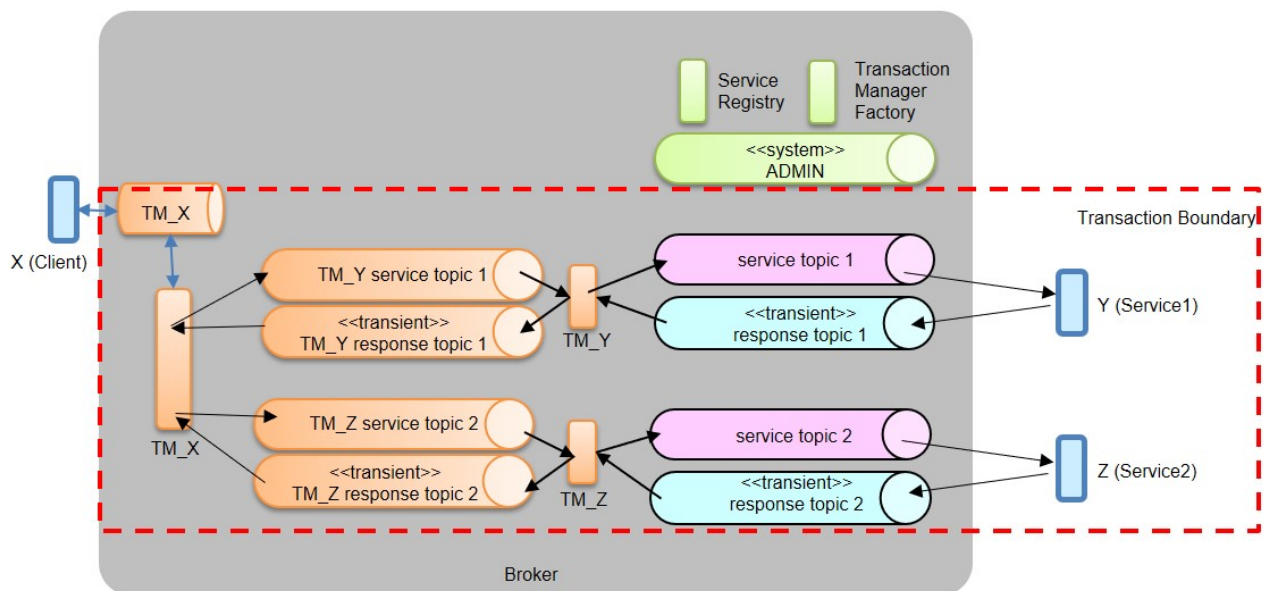 Service
Registry
Transaction
Manager
Factory
<<system>>
ADMIN
TM_X
Transaction Boundary
X (Client)
TM_Y service topic 1
service topic 1
<<transient>>
TM_Y response topic 1
TM_Y
<<transient>>
response topic 1
Y (Service1)
TM_X
TM_Z service topic 2
service topic 2
<<transient>>
TM_Z response topic 2
TM_Z
<<transient>>
response topic 2
Z (Service2)
Broker